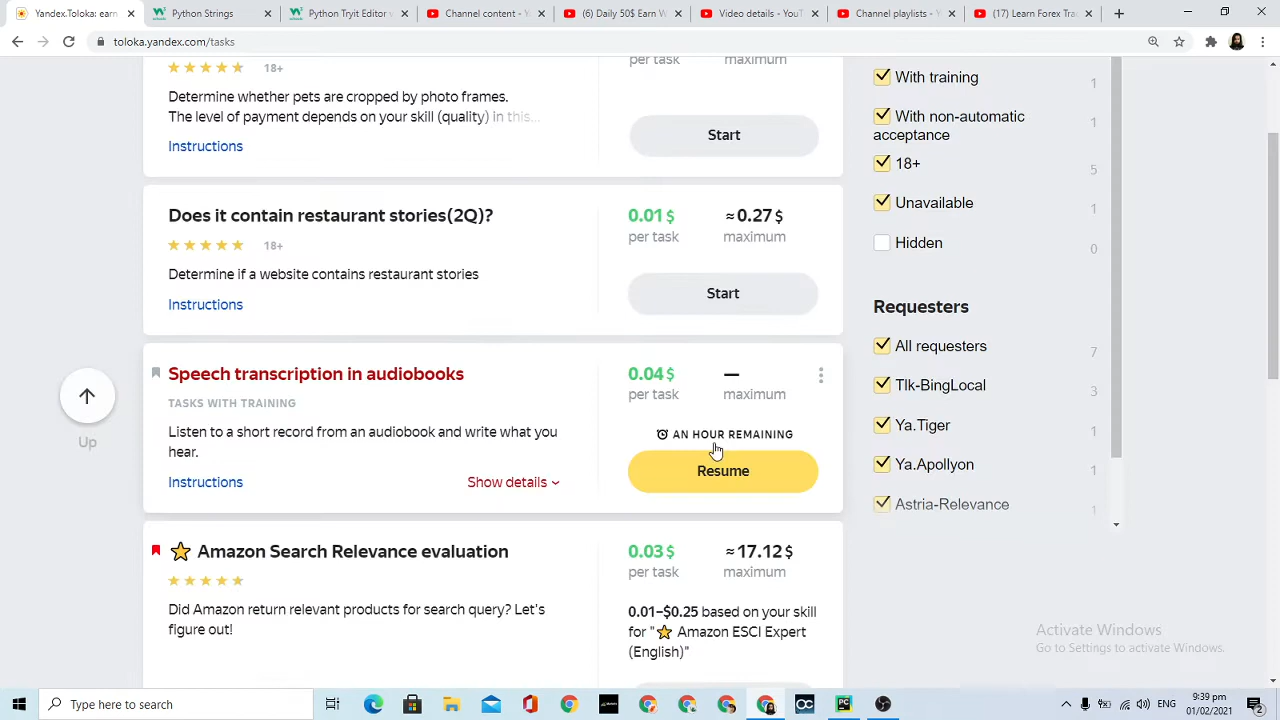 Channel.Toloka earn
Python Strings
Python Tryit Editor
Channel content - Y
(6) Daily 50$ Earn W
Video details - YouT
Channel playlists - Y
(17) Learn Forex Tra
toloka.yandex.com/tasks
18+
per task
maximum
Determine whether pets are cropped by photo frames.
The level of payment depends on your skill (quality) in this...
Instructions
Start
Does it contain restaurant stories(2Q)?
18+
Determine if a website contains restaurant stories
Instructions
0.01 $
per task
≈0.27 $
maximum
Start
Speech transcription in audiobooks
TASKS WITH TRAINING
Listen to a short record from an audiobook and write what you
hear.
Instructions
Show details
0.04 $
per task
—
maximum
AN HOUR REMAINING
Resume
Amazon Search Relevance evaluation
Did Amazon return relevant products for search query? Let's
figure out!
0.03 $
per task
≈17.12 $
maximum
0.01–$0.25 based on your skill
for "⭐ Amazon ESCI Expert
(English)"
Up
With training 1
With non-automatic 1
acceptance
18+ 5
Unavailable 1
Hidden 0
Requesters
All requesters 7
Tlk-BingLocal 3
Ya.Tiger 1
Ya.Apollyon 1
Astria-Relevance 1
Activate Windows
Go to Settings to activate Windows.
Type here to search
ENG
9:39 pm
01/02/2021
2